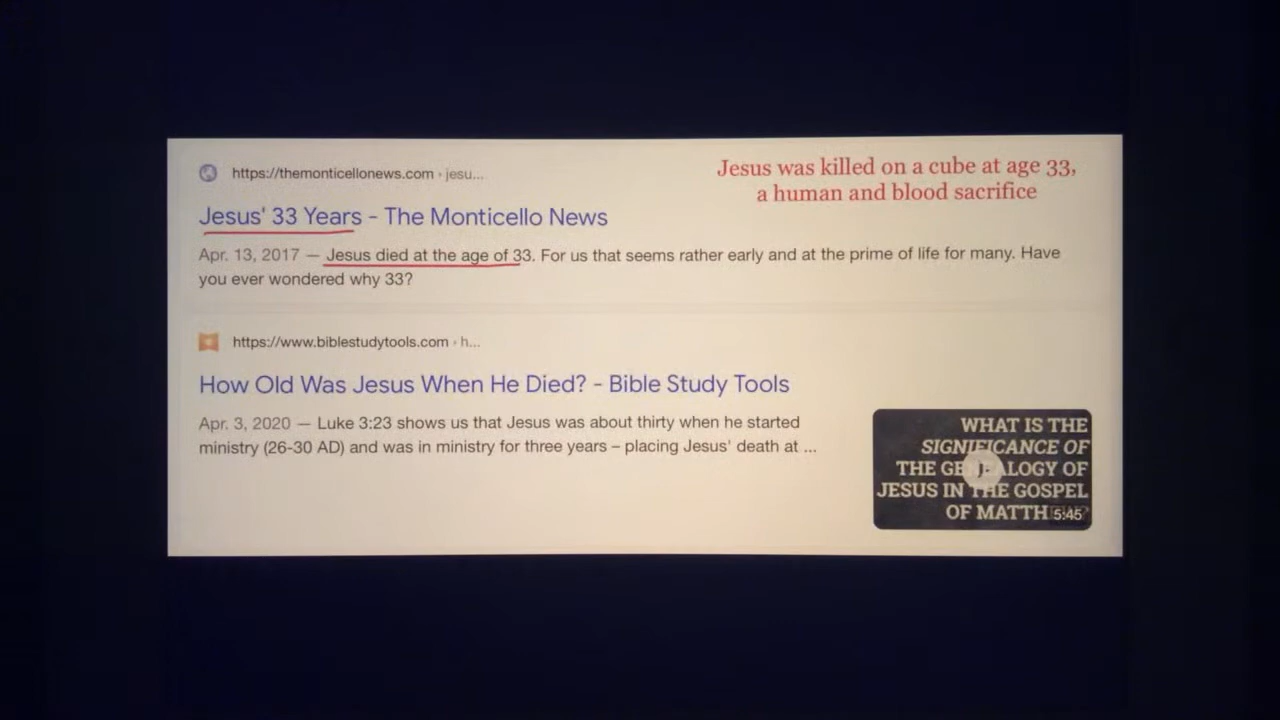 https://themonticellonews.com › jesu...
Jesus was killed on a cube at age 33,
a human and blood sacrifice
Jesus' 33 Years - The Monticello News
Apr. 13, 2017 — Jesus died at the age of 33. For us that seems rather early and at the prime of life for many. Have
you ever wondered why 33?
https://www.biblestudytools.com › h...
How Old Was Jesus When He Died? - Bible Study Tools
Apr. 3, 2020 — Luke 3:23 shows us that Jesus was about thirty when he started
ministry (26-30 AD) and was in ministry for three years – placing Jesus' death at ...
WHAT IS THE
SIGNIFICANCE OF
THE GENEALOGY OF
JESUS IN THE GOSPEL
OF MATTH
5:45